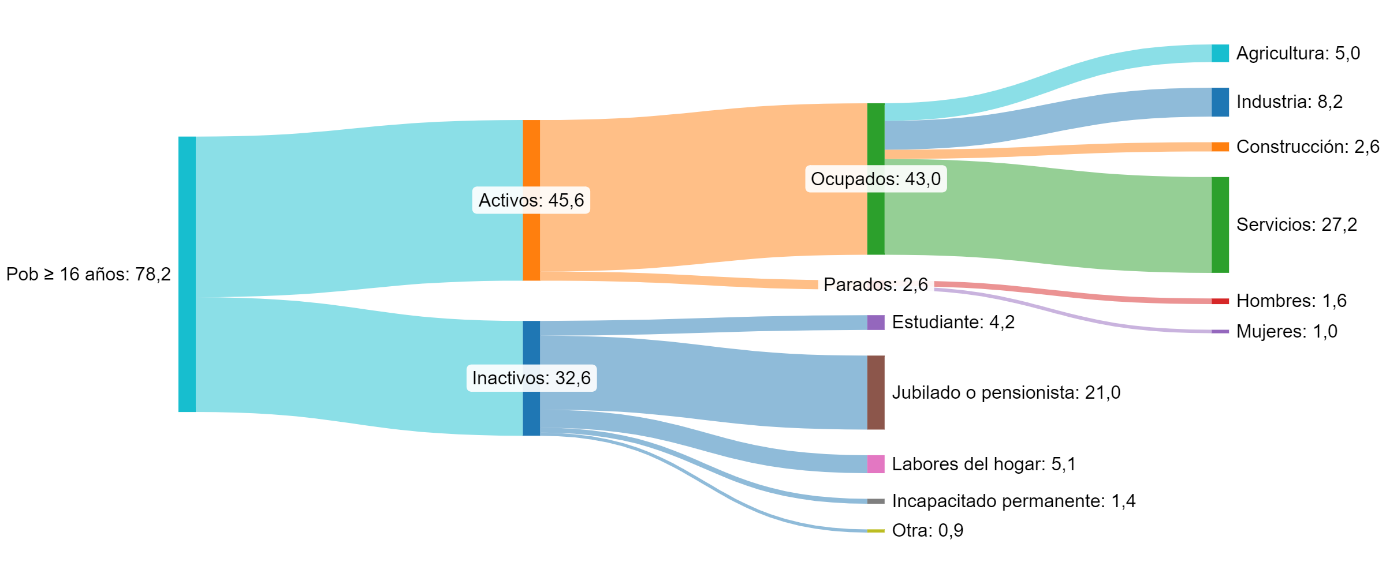 Pob ≥ 16 años: 78,2
Activos: 45,6
Inactivos: 32,6
Ocupados: 43,0
Parados: 2,6
Estudiante: 4,2
Jubilado o pensionista: 21,0
Labores del hogar: 5,1
Incapacitado permanente: 1,4
Otra: 0,9
Agricultura: 5,0
Industria: 8,2
Construcción: 2,6
Servicios: 27,2
Hombres: 1,6
Mujeres: 1,0